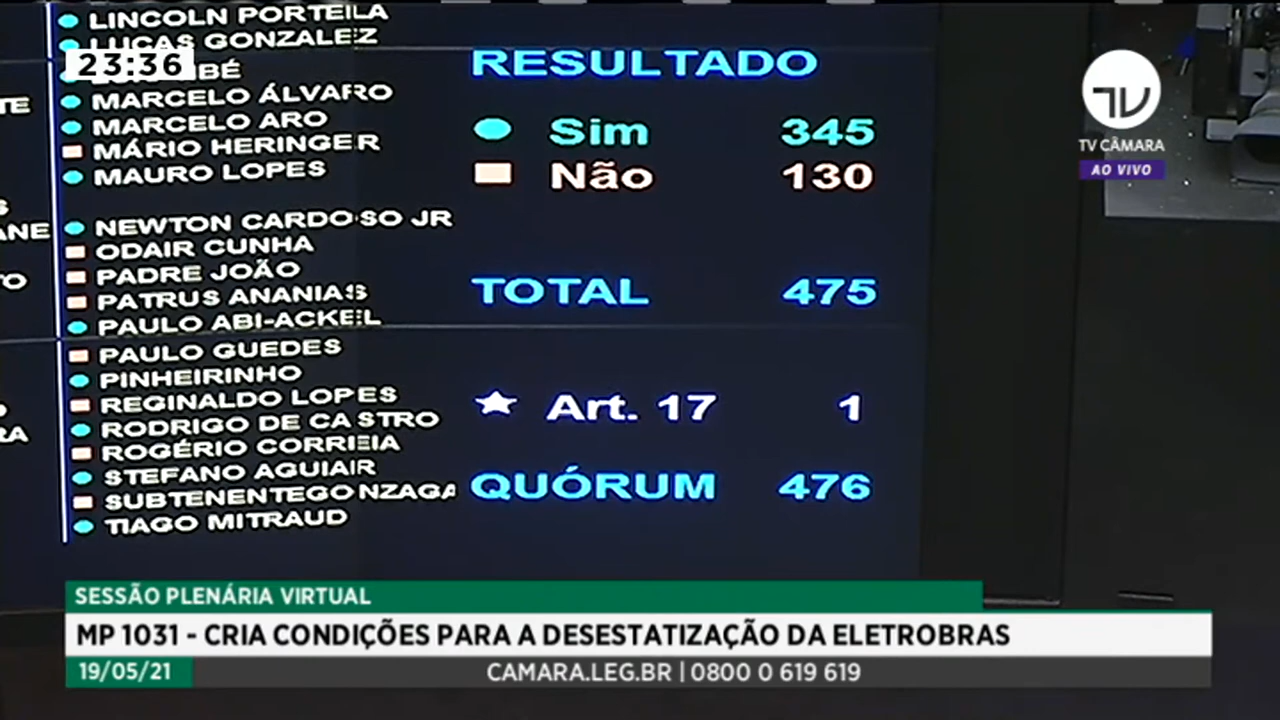 LINCOLN PORTELA
LUCAS GONZALEZ
23:36
MARCELO ÁLVARO
MARCELO ARO
MÁRIO HERINGER
MAURO LOPES
NEWTON CARDOSO JR
ODAIR CUNHA
PADRE JOÃO
PATRUS ANANIAS
PAULO ABI-ACKEL
PAULO GUEDES
PINHEIRINHO
REGINALDO LOPES
RODRIGO DE CASTRO
ROGÉRIO CORREIA
STEFANO AGUIAR
SUBTENENTEGONZAGA
TIAGO MITRAUD
RESULTADO
Sim 345
Não 130
TOTAL 475
Art. 17 1
QUÓRUM 476
TV CÂMARA
AO VIVO
SESSÃO PLENÁRIA VIRTUAL
MP 1031 - CRIA CONDIÇÕES PARA A DESESTATIZAÇÃO DA ELETROBRAS
19/05/21
CAMARA.LEG.BR | 0800 0 619 619